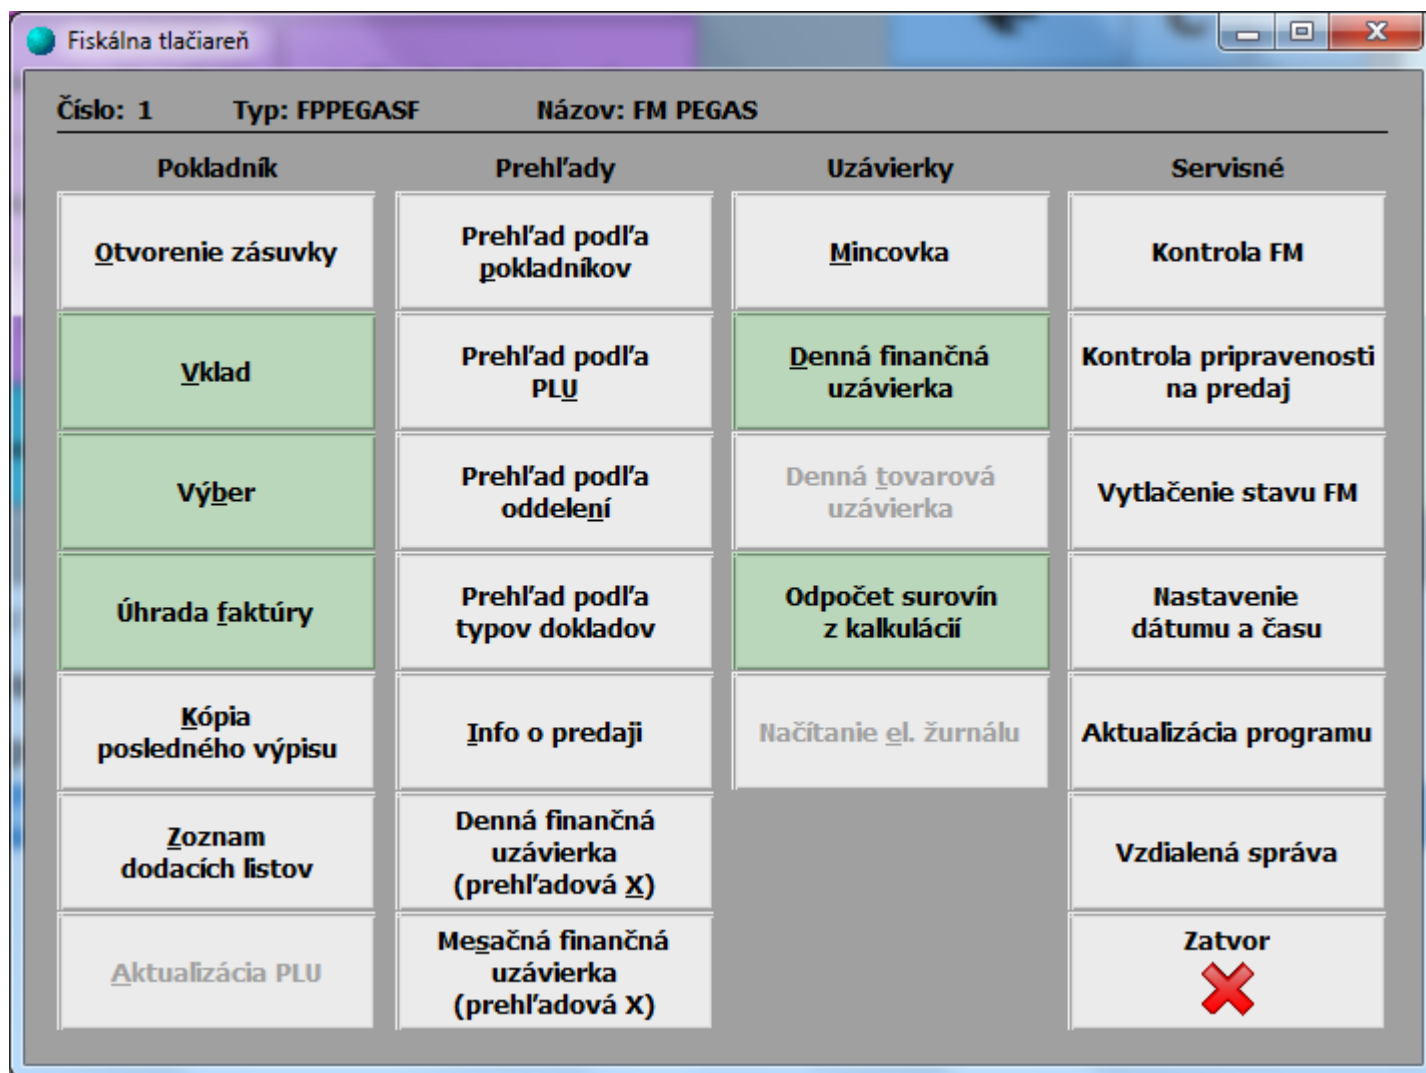 Fiskálna tlačiareň
Číslo: 1 Typ: FPPEGASF Názov: FM PEGAS
Pokladník
Otvorenie zásuvky
Vklad
Výber
Úhrada faktúry
Kópia
posledného výpisu
Zoznam
dodacích listov
Aktualizácia PLU
Prehľady
Prehľad podľa
pokladníkov
Prehľad podľa
PLU
Prehľad podľa
oddelení
Prehľad podľa
typov dokladov
Info o predaji
Denná finančná
uzávierka
(prehľadová X)
Mesačná finančná
uzávierka
(prehľadová X)
Uzávierky
Mincovka
Denná finančná
uzávierka
Denná tovarová
uzávierka
Odpočet surovín
z kalkulácií
Načítanie el. žurnálu
Servisné
Kontrola FM
Kontrola pripravenosti
na predaj
Vytlačenie stavu FM
Nastavenie
dátumu a času
Aktualizácia programu
Vzdialená správa
Zatvor